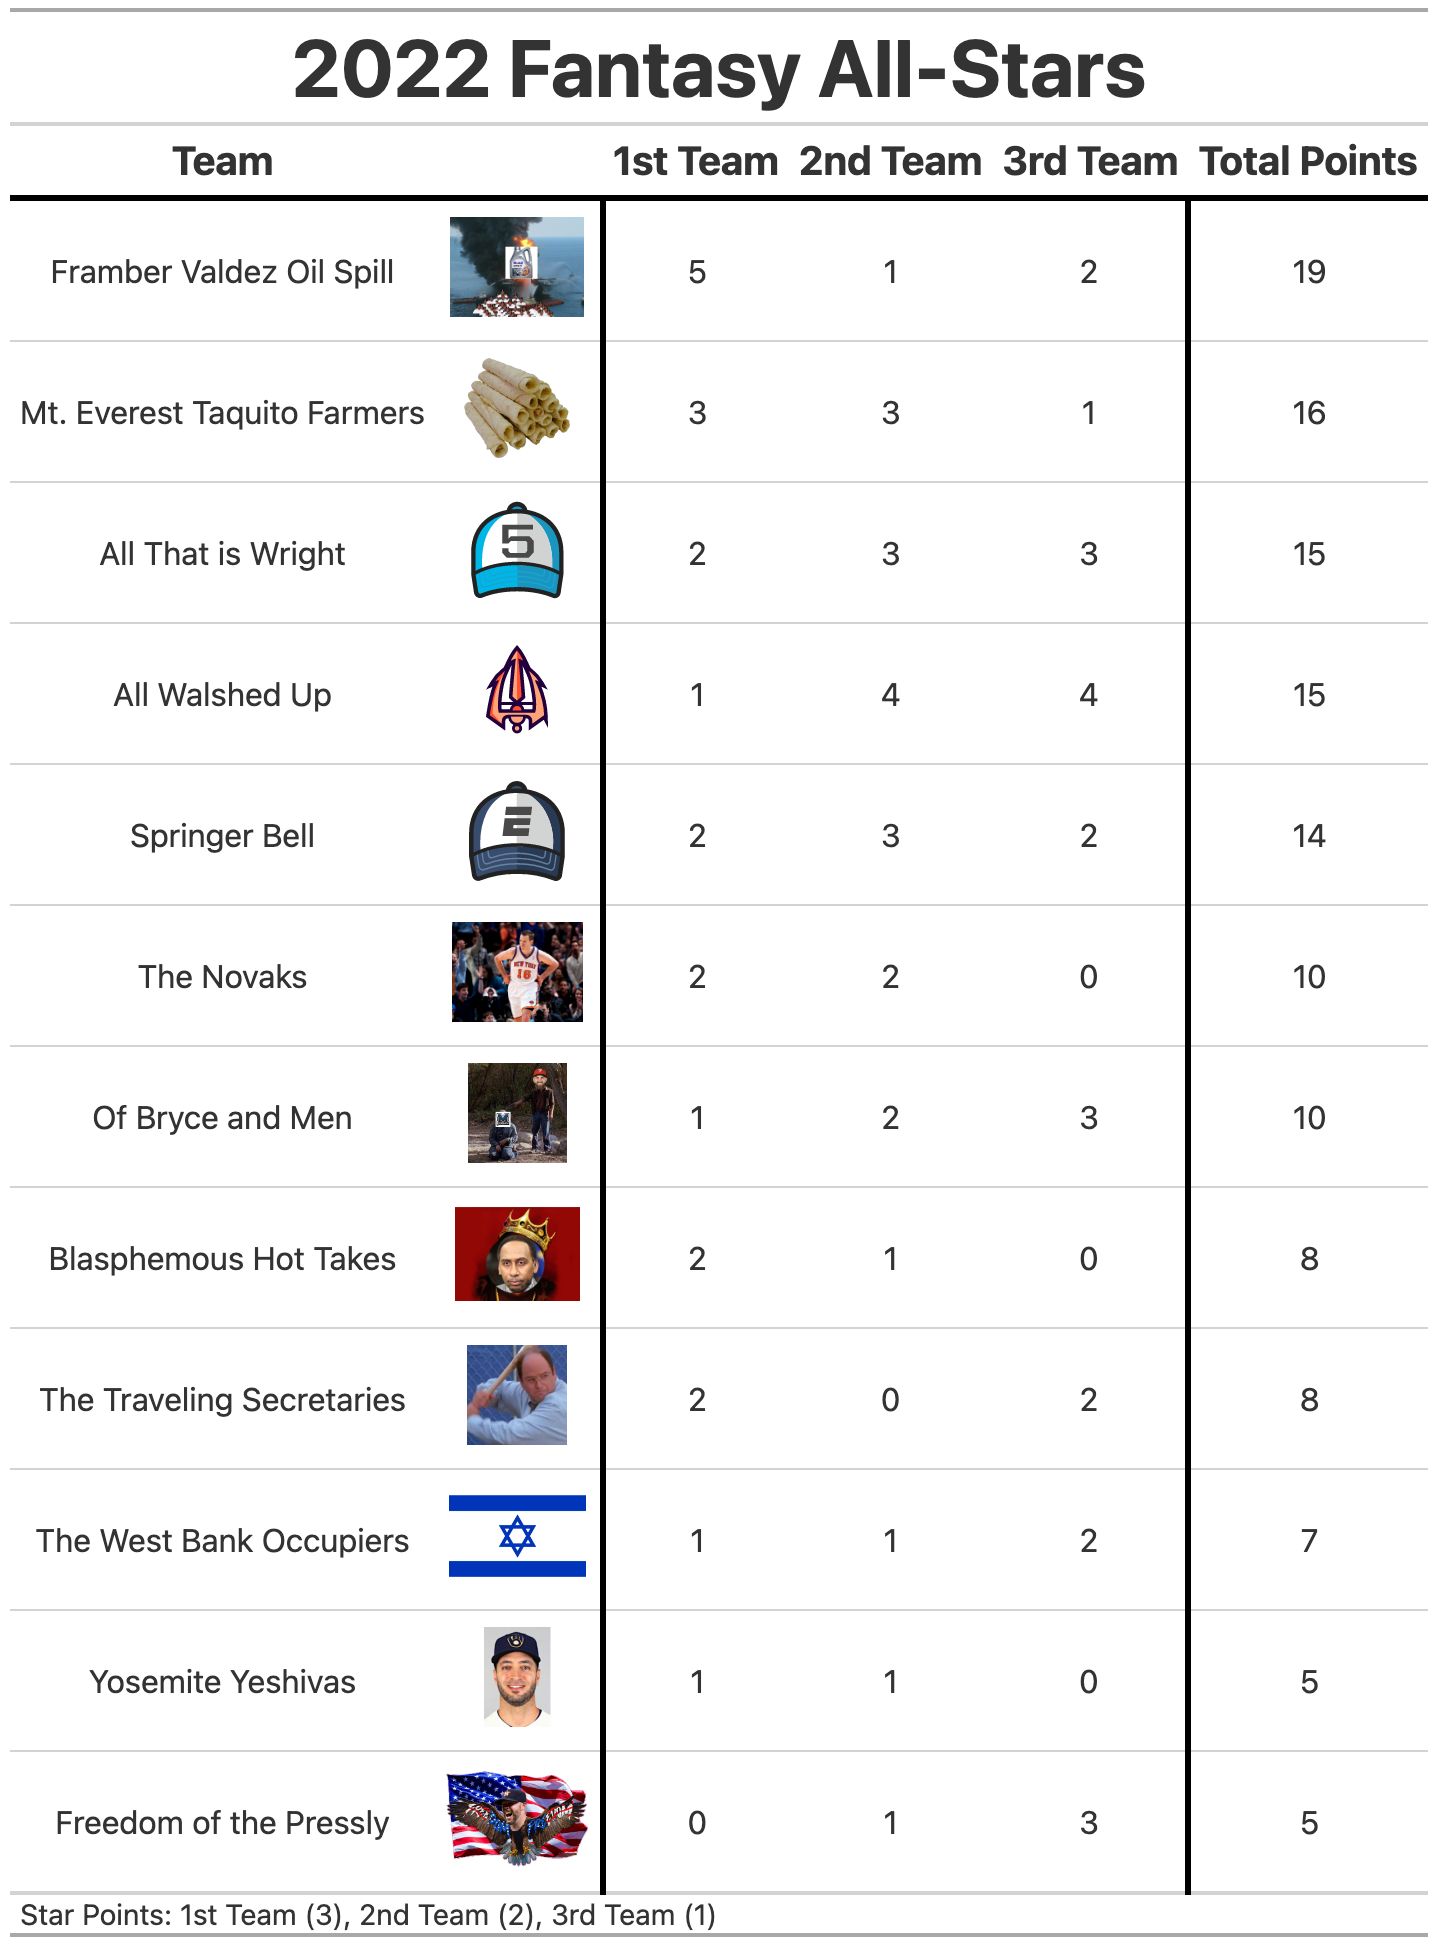 2022 Fantasy All-Stars
Team 1st Team 2nd Team 3rd Team Total Points
Framber Valdez Oil Spill 5 1 2 19
Mt. Everest Taquito Farmers 3 3 1 16
All That is Wright 5 2 3 3 15
All Walshed Up 1 4 4 15
Springer Bell E 2 3 2 14
The Novaks NEW YORK 16 2 2 0 10
Of Bryce and Men 1 2 3 10
Blasphemous Hot Takes 2 1 0 8
The Traveling Secretaries 2 0 2 8
The West Bank Occupiers 1 1 2 7
Yosemite Yeshivas 1 1 0 5
Freedom of the Pressly 0 1 3 5
Star Points: 1st Team (3), 2nd Team (2), 3rd Team (1)